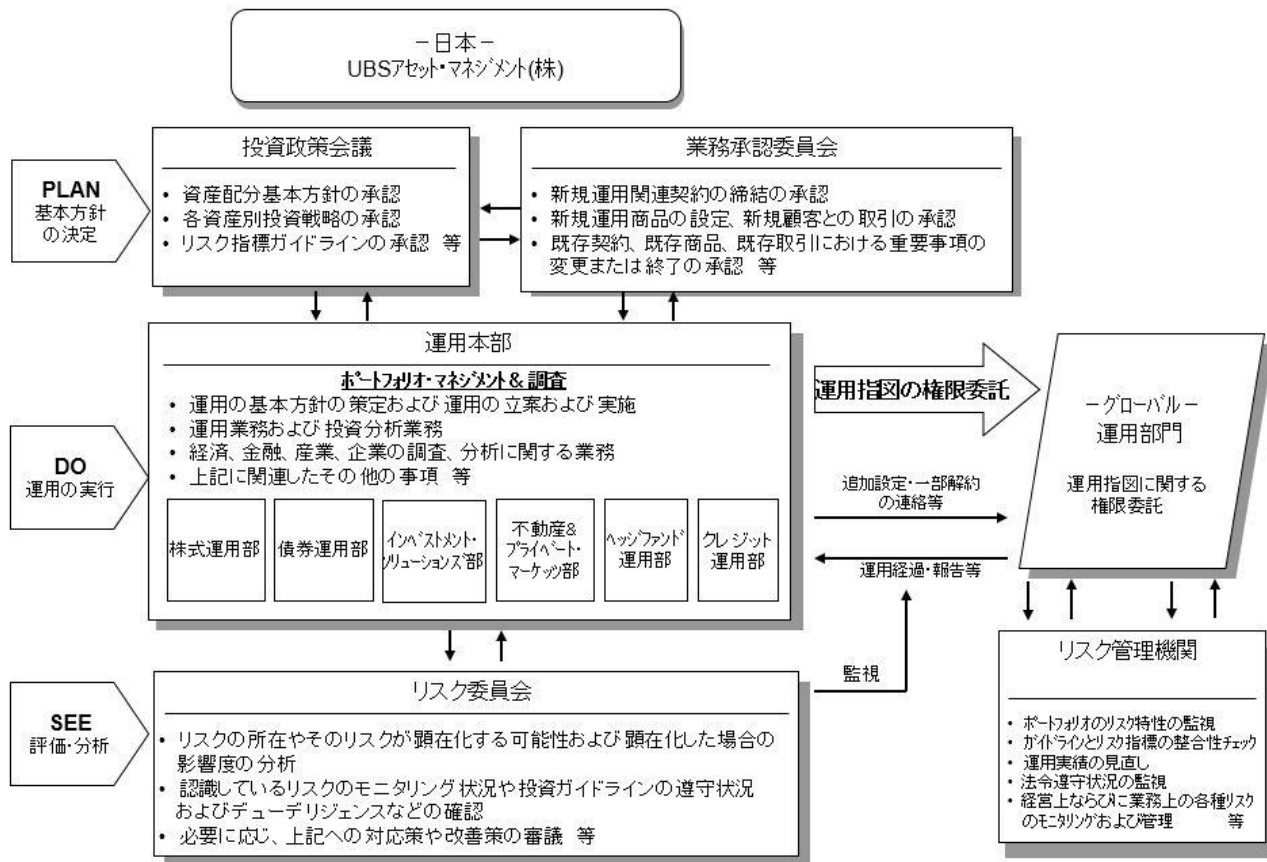 －日本－
UBSアセット・マネジメント(株)
投資政策会議
・ 資産配分基本方針の承認
・ 各資産別投資戦略の承認
・ リスク指標ガイドラインの承認 等
業務承認委員会
・ 新規運用関連契約の締結の承認
・ 新規運用商品の設定、新規顧客との取引の承認
・ 既存契約、既存商品、既存取引における重要事項の
変更または終了の承認 等
PLAN
基本方針
の決定
運用本部
ポートフォリオ・マネジメント＆調査
・ 運用の基本方針の策定および運用の立案および実施
・ 運用業務および投資分析業務
・ 経済、金融、産業、企業の調査、分析に関する業務
・ 上記に関連したその他の事項 等
DO
運用の実行
株式運用部
債券運用部
インベストメント・
ソリューションズ部
不動産&
プライベート・
マーケッツ部
ヘッジファンド
運用部
クレジット
運用部
運用指図の権限委託
追加設定・一部解約
の連絡等
運用経過・報告等
－グローバル－
運用部門
運用指図に関する
権限委託
監視
リスク委員会
・ リスクの所在やそのリスクが顕在化する可能性および顕在化した場合の
影響度の分析
・ 認識しているリスクのモニタリング状況や投資ガイドラインの遵守状況
およびデューデリジェンスなどの確認
・ 必要に応じ、上記への対応策や改善策の審議 等
SEE
評価・分析
リスク管理機関
・ ポートフォリオのリスク特性の監視
・ ガイドラインとリスク指標の整合性チェック
・ 運用実績の見直し
・ 法令遵守状況の監視
・ 経営上ならびに業務上の各種リスク
のモニタリングおよび管理 等